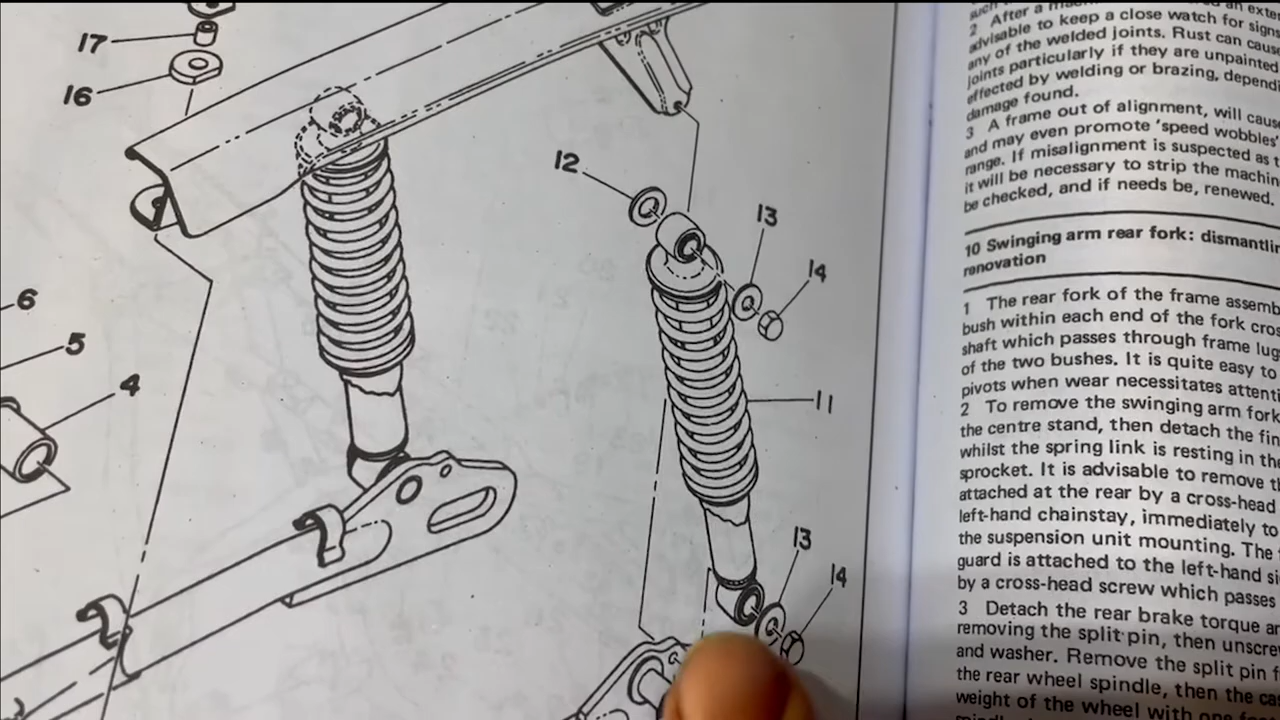 17
16
12
13
14
6
5
4
11
13
14
such
an exter
2 After a
advisable to keep a close watch for signs
any of the welded joints. Rust can cause
joints particularly if they are unpainted
effected by welding or brazing, dependi
damage found.
3 A frame out of alignment, will cause
and may even promote 'speed wobbles'
range. If misalignment is suspected as t
it will be necessary to strip the machin
be checked, and if needs be, renewed.
10 Swinging arm rear fork: dismantlin
renovation
1 The rear fork of the frame assemb
bush within each end of the fork cros
shaft which passes through frame lug
of the two bushes. It is quite easy to
pivots when wear necessitates attenti
2 To remove the swinging arm fork
the centre stand, then detach the fin
whilst the spring link is resting in the
sprocket. It is advisable to remove th
attached at the rear by a cross-head
left-hand chainstay, immediately to
the suspension unit mounting. The
guard is attached to the left-hand si
by a cross-head screw which passes
3 Detach the rear brake torque ar
removing the split pin, then unscre
and washer. Remove the split pin f
the rear wheel spindle, then the ca
weight of the wheel with one